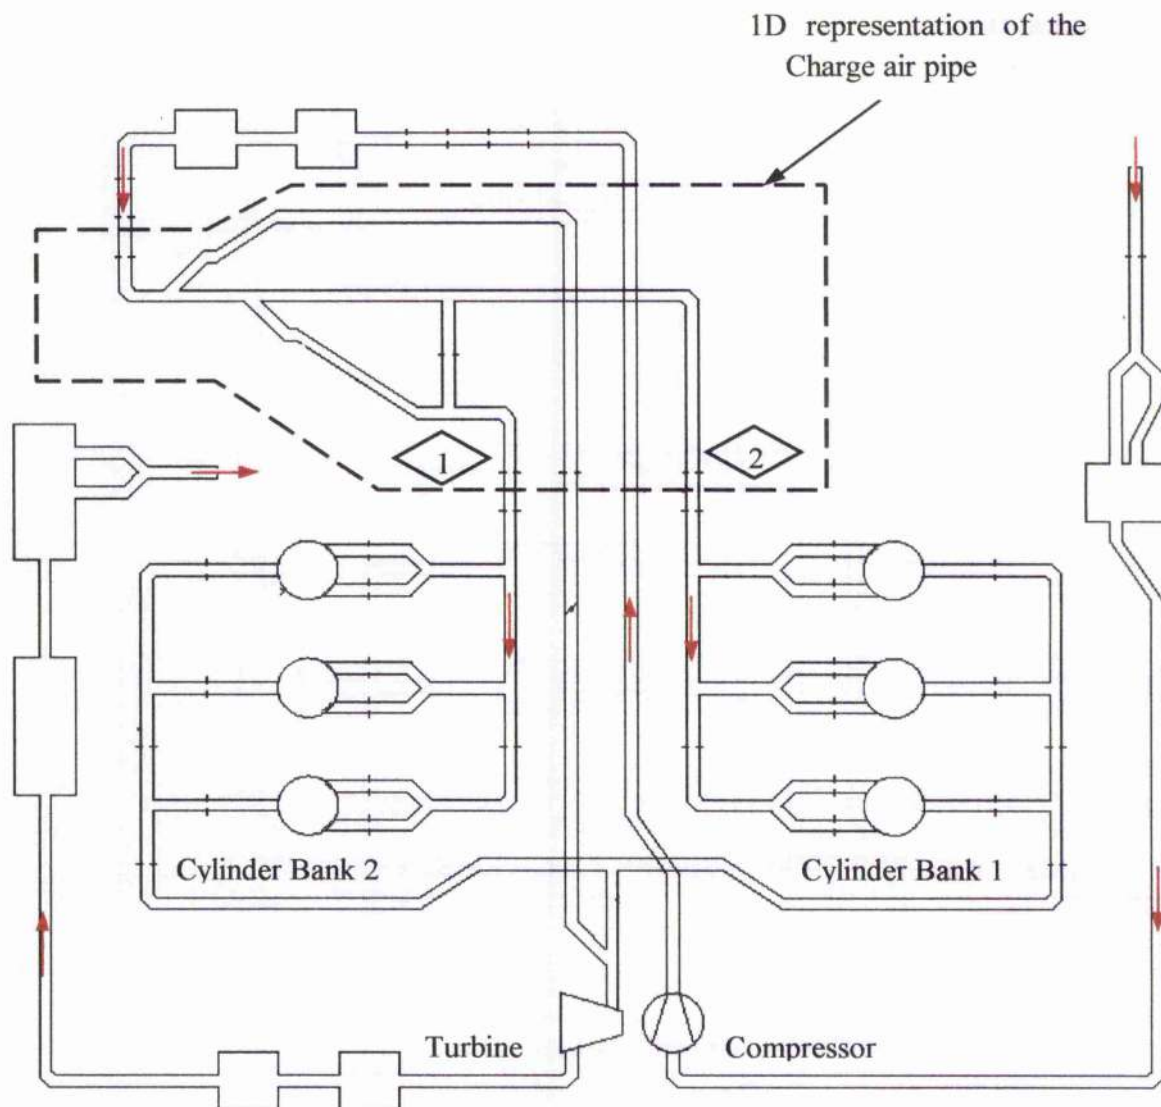 1D representation of the
Charge air pipe
1
2
Cylinder Bank 2
Cylinder Bank 1
Turbine
Compressor